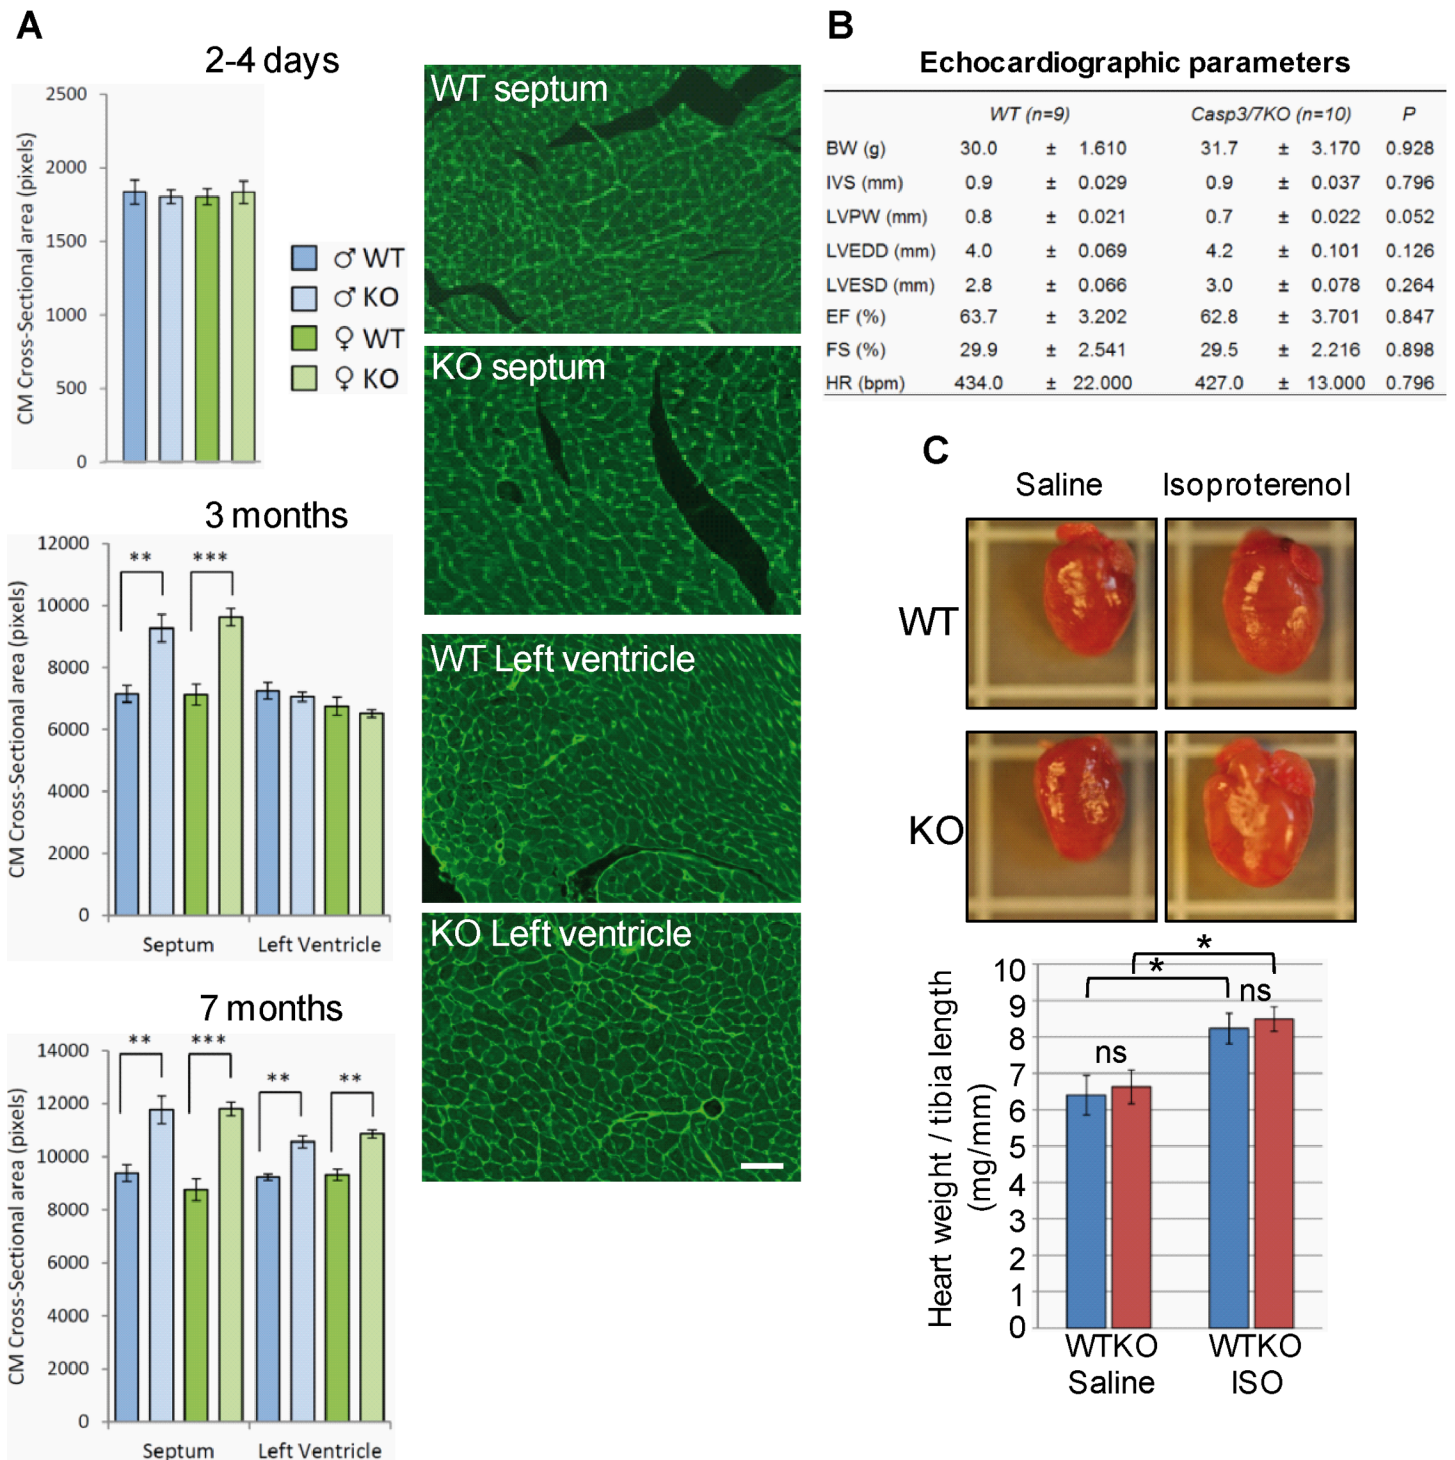 A
2-4 days
2500
2000
1500
1000
500
0
CM Cross-Sectional area (pixels)
♂ WT
♂ KO
♀ WT
♀ KO
3 months
12000
10000
8000
6000
4000
2000
0
CM Cross-Sectional area (pixels)
** ***
Septum Left Ventricle
7 months
14000
12000
10000
8000
6000
4000
2000
0
CM Cross-Sectional area (pixels)
** *** ** **
Septum Left Ventricle
WT septum
KO septum
WT Left ventricle
KO Left ventricle
B
Echocardiographic parameters
WT (n=9) Casp3/7KO (n=10) P
BW (g) 30.0 ± 1.610 31.7 ± 3.170 0.928
IVS (mm) 0.9 ± 0.029 0.9 ± 0.037 0.796
LVPW (mm) 0.8 ± 0.021 0.7 ± 0.022 0.052
LVEDD (mm) 4.0 ± 0.069 4.2 ± 0.101 0.126
LVESD (mm) 2.8 ± 0.066 3.0 ± 0.078 0.264
EF (%) 63.7 ± 3.202 62.8 ± 3.701 0.847
FS (%) 29.9 ± 2.541 29.5 ± 2.216 0.898
HR (bpm) 434.0 ± 22.000 427.0 ± 13.000 0.796
C
Saline Isoproterenol
WT
KO
Heart weight / tibia length
(mg/mm)
10
9
8
7
6
5
4
3
2
1
0
*
*
ns
ns
WTKO WTKO
Saline ISO